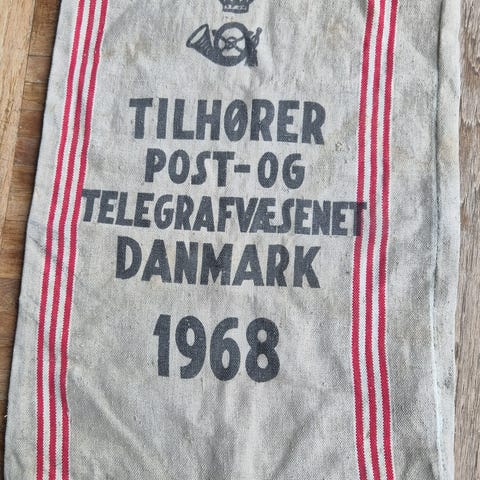 TILHØRER
POST-OG
TELEGRAFVÆSENET
DANMARK
1968